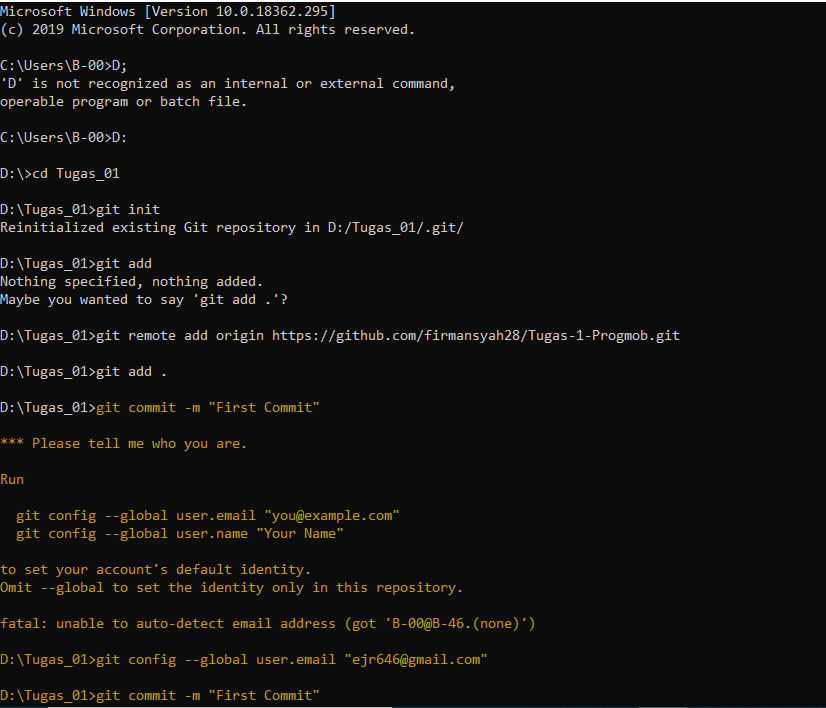 Microsoft Windows [Version 10.0.18362.295]
(c) 2019 Microsoft Corporation. All rights reserved.
C:\Users\B-00>D;
'D' is not recognized as an internal or external command,
operable program or batch file.
C:\Users\B-00>D:
D:\>cd Tugas_01
D:\Tugas_01>git init
Reinitialized existing Git repository in D:/Tugas_01/.git/
D:\Tugas_01>git add
Nothing specified, nothing added.
Maybe you wanted to say 'git add .'?
D:\Tugas_01>git remote add origin https://github.com/firmansyah28/Tugas-1-Progmob.git
D:\Tugas_01>git add .
D:\Tugas_01>git commit -m "First Commit"
*** Please tell me who you are.
Run
  git config --global user.email "you@example.com"
  git config --global user.name "Your Name"
to set your account's default identity.
Omit --global to set the identity only in this repository.
fatal: unable to auto-detect email address (got 'B-00@B-46.(none)')
D:\Tugas_01>git config --global user.email "ejr646@gmail.com"
D:\Tugas_01>git commit -m "First Commit"